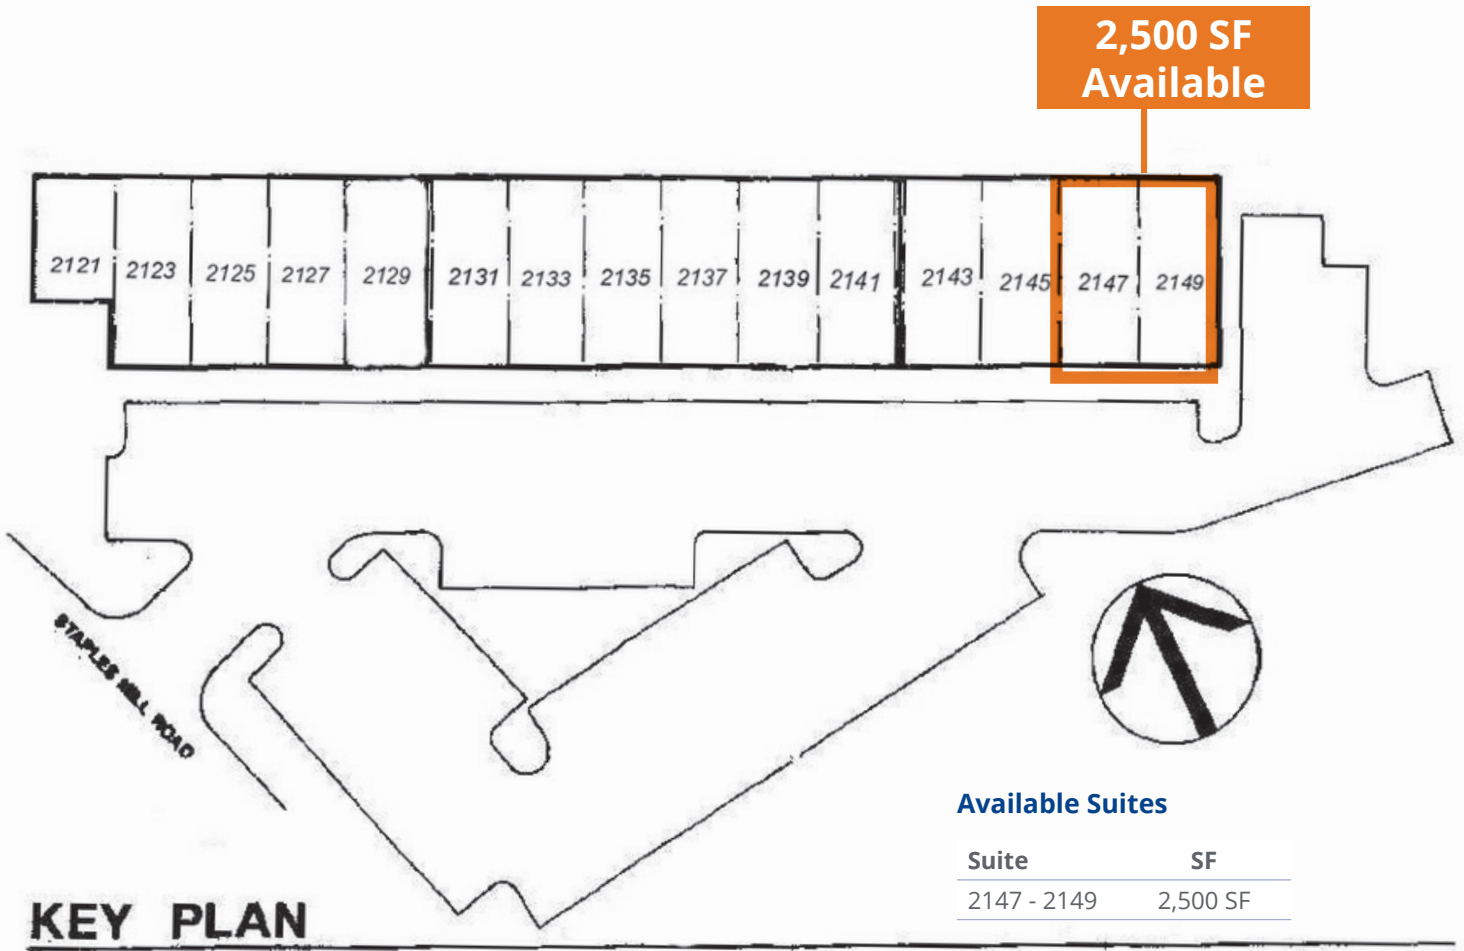 2,500 SF
Available
2121 2123 2125 2127 2129 2131 2133 2135 2137 2139 2141 2143 2145 2147 2149
STAPLES MILL ROAD
Available Suites
Suite SF
2147 - 2149 2,500 SF
KEY PLAN